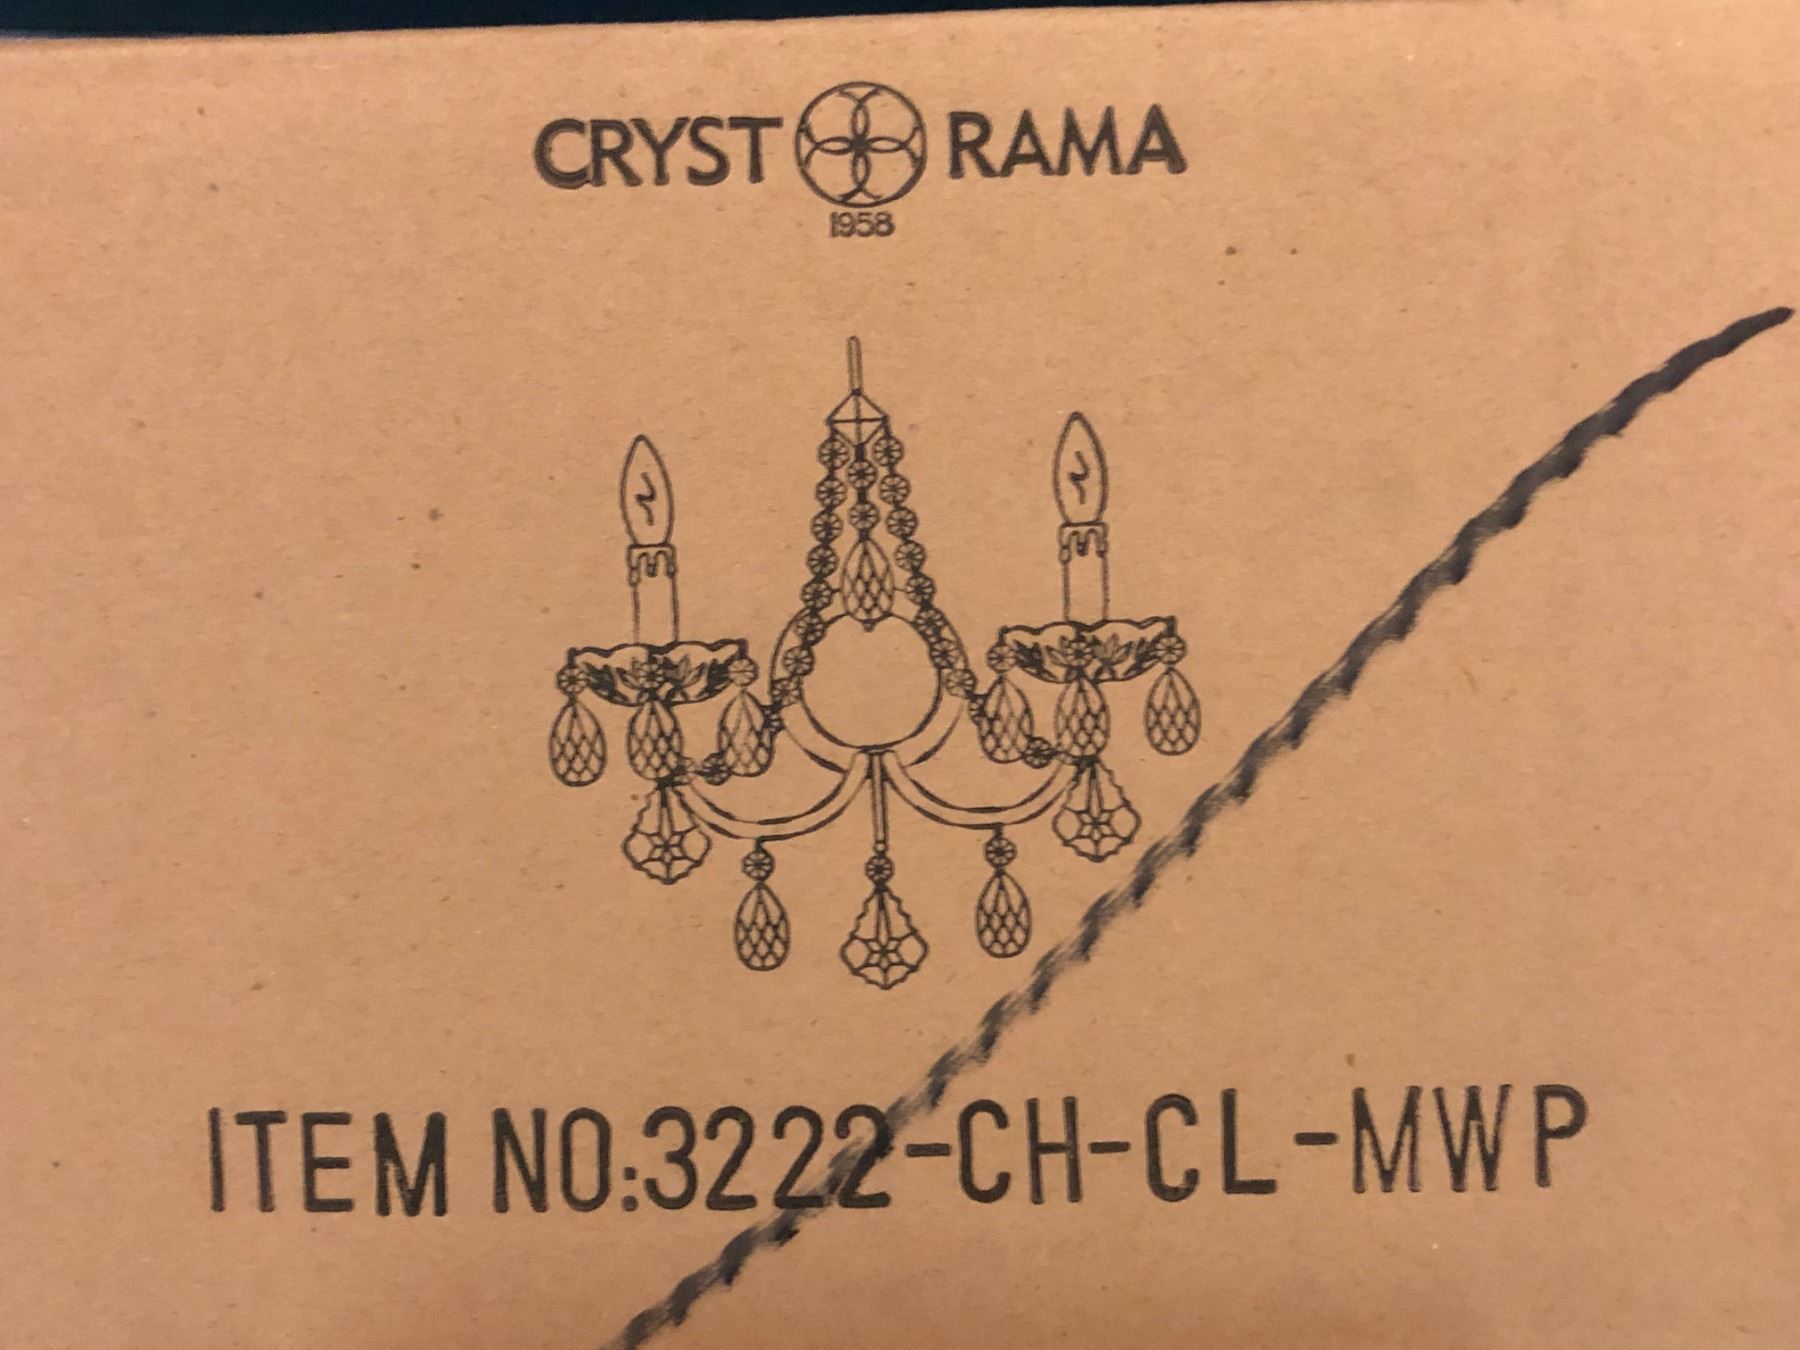 CRYST RAMA
1958
ITEM NO:3222-CH-CL-MWP